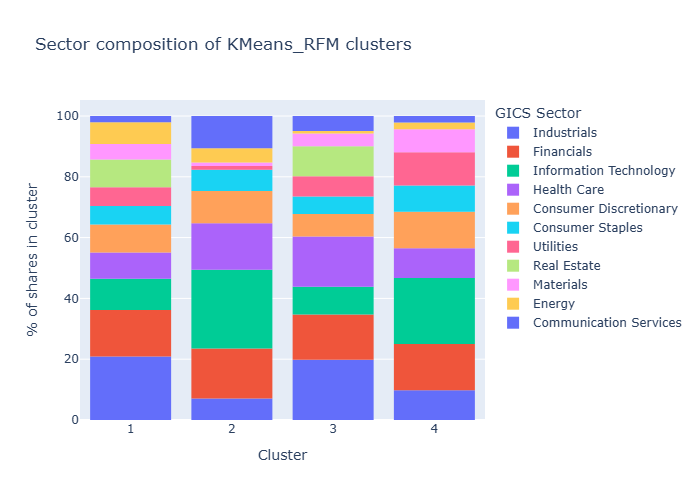 Sector composition of KMeans_RFM clusters
% of shares in cluster
100
80
60
40
20
0
1
2
3
4
Cluster
GICS Sector
Industrials
Financials
Information Technology
Health Care
Consumer Discretionary
Consumer Staples
Utilities
Real Estate
Materials
Energy
Communication Services